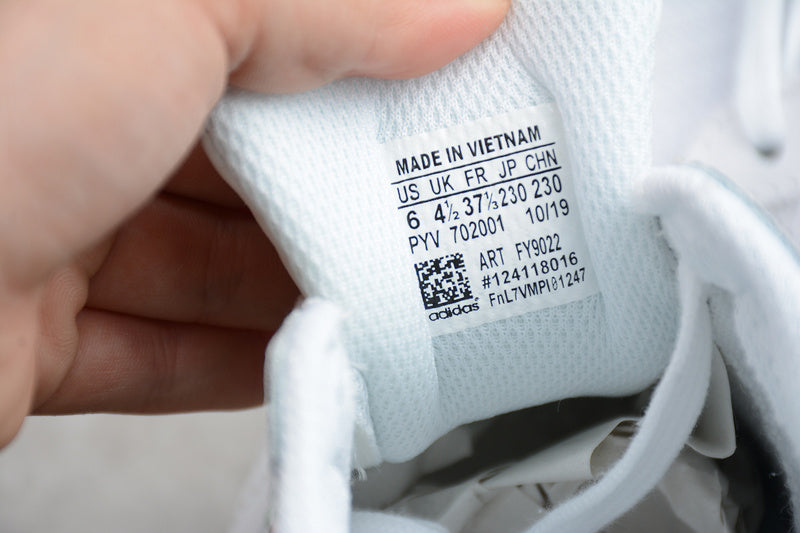 MADE IN VIETNAM
US UK FR JP CHN
6 4½ 37⅓ 230 230
PYV 702001 10/19
ART FY9022
#124118016
FnL7VMPI01247
adidas